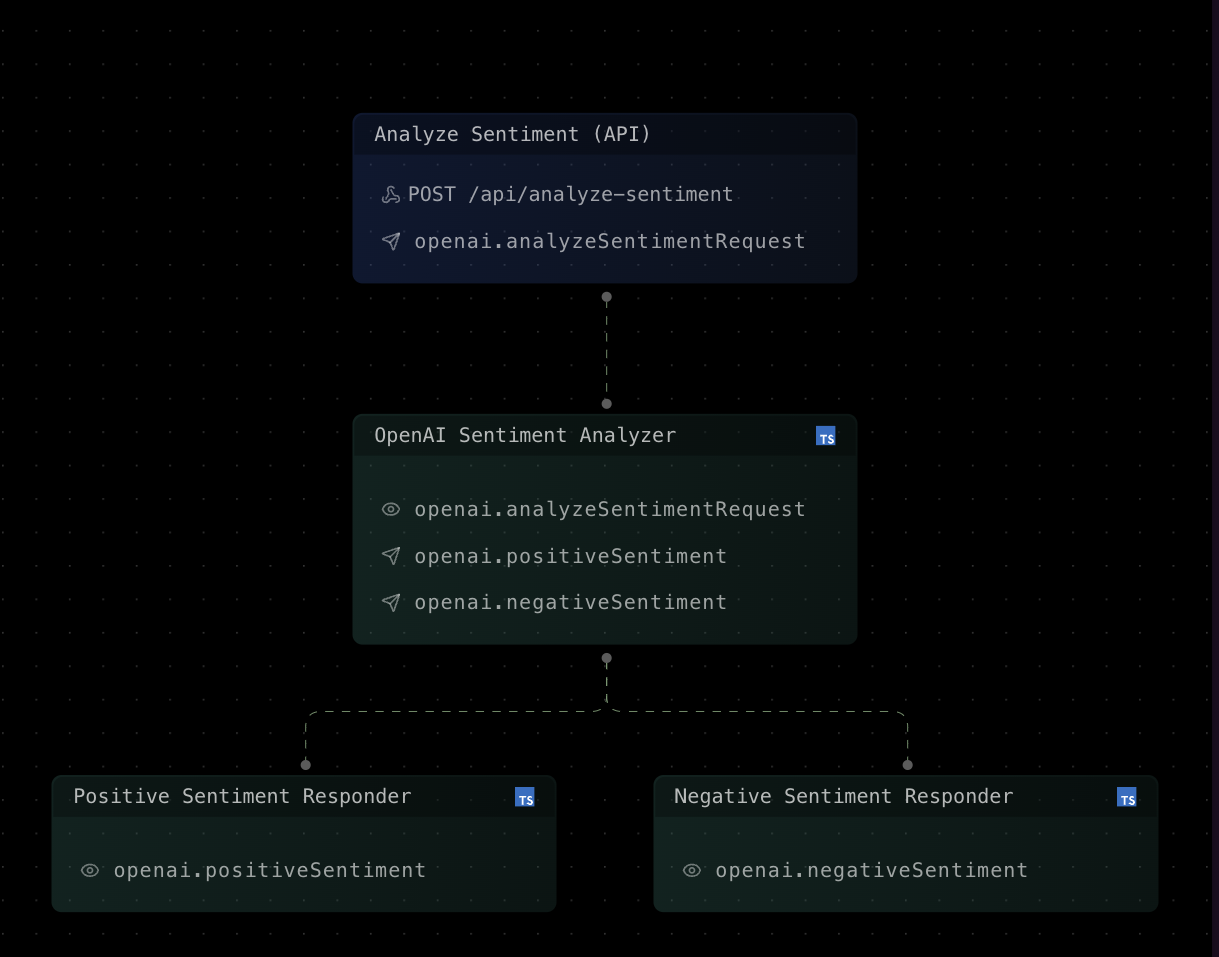 Analyze Sentiment (API)
POST /api/analyze-sentiment
openai.analyzeSentimentRequest
OpenAI Sentiment Analyzer
TS
openai.analyzeSentimentRequest
openai.positiveSentiment
openai.negativeSentiment
Positive Sentiment Responder
TS
openai.positiveSentiment
Negative Sentiment Responder
TS
openai.negativeSentiment